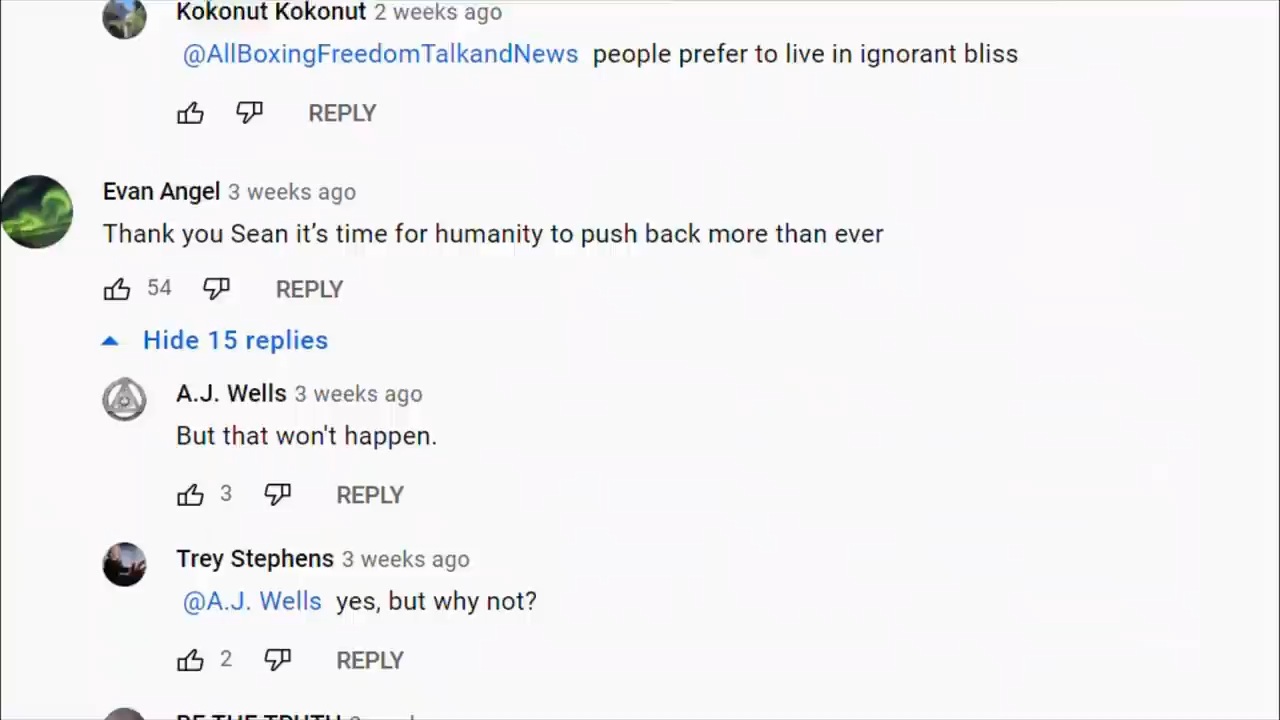 Kokonut Kokonut 2 weeks ago
@AllBoxingFreedomTalkandNews people prefer to live in ignorant bliss
REPLY
Evan Angel 3 weeks ago
Thank you Sean it’s time for humanity to push back more than ever
54 REPLY
Hide 15 replies
A.J. Wells 3 weeks ago
But that won't happen.
3 REPLY
Trey Stephens 3 weeks ago
@A.J. Wells yes, but why not?
2 REPLY
BE THE TRUTH